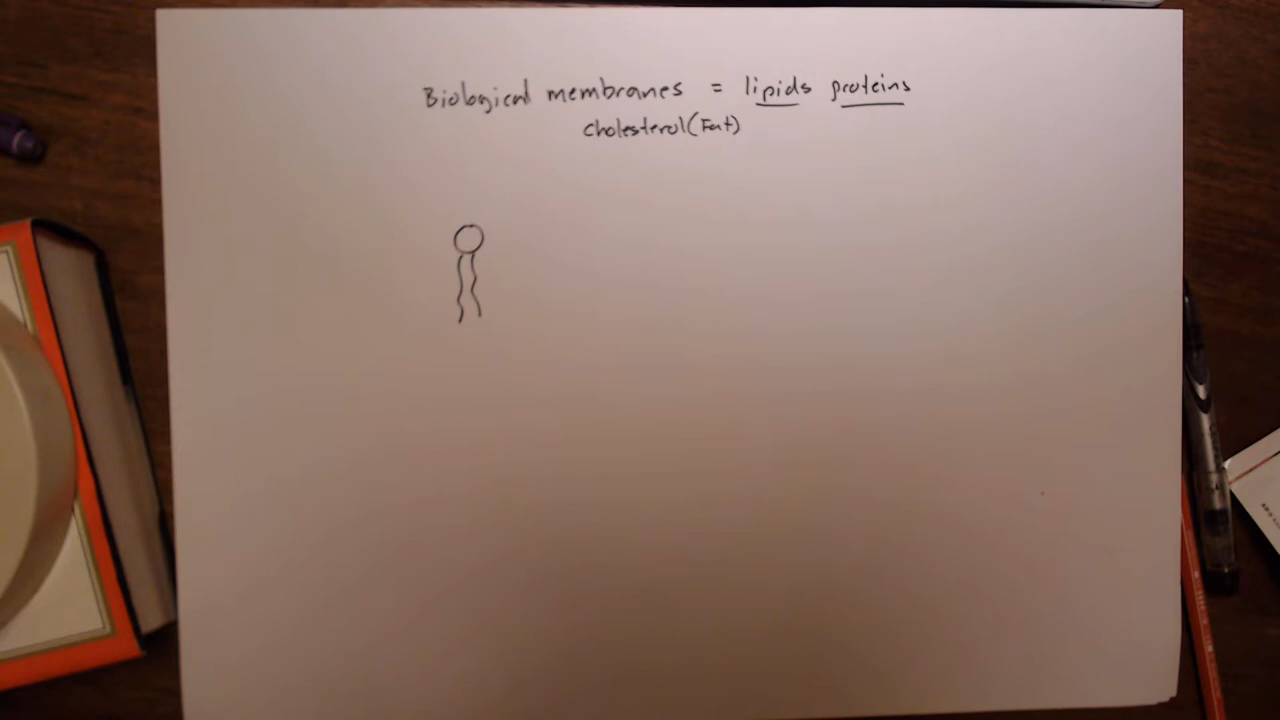 Biological membranes = lipids proteins
cholesterol (Fat)